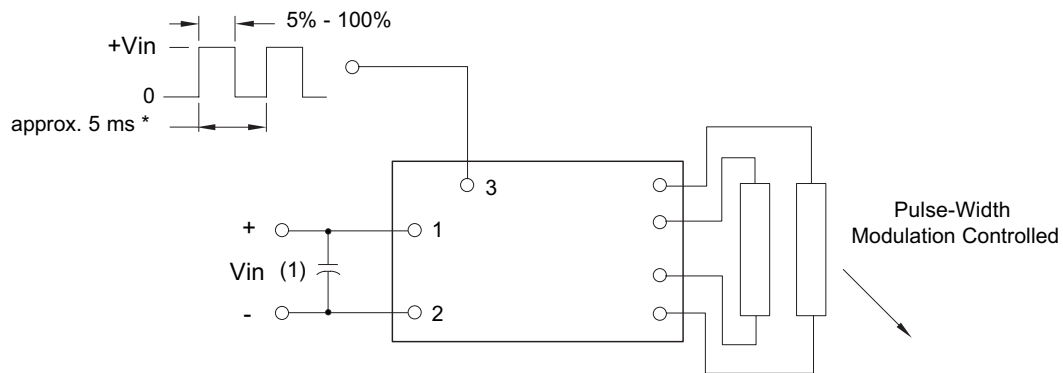 5% - 100%
+Vin
0
approx. 5 ms *
3
+
1
Vin (1)
-
2
Pulse-Width
Modulation Controlled